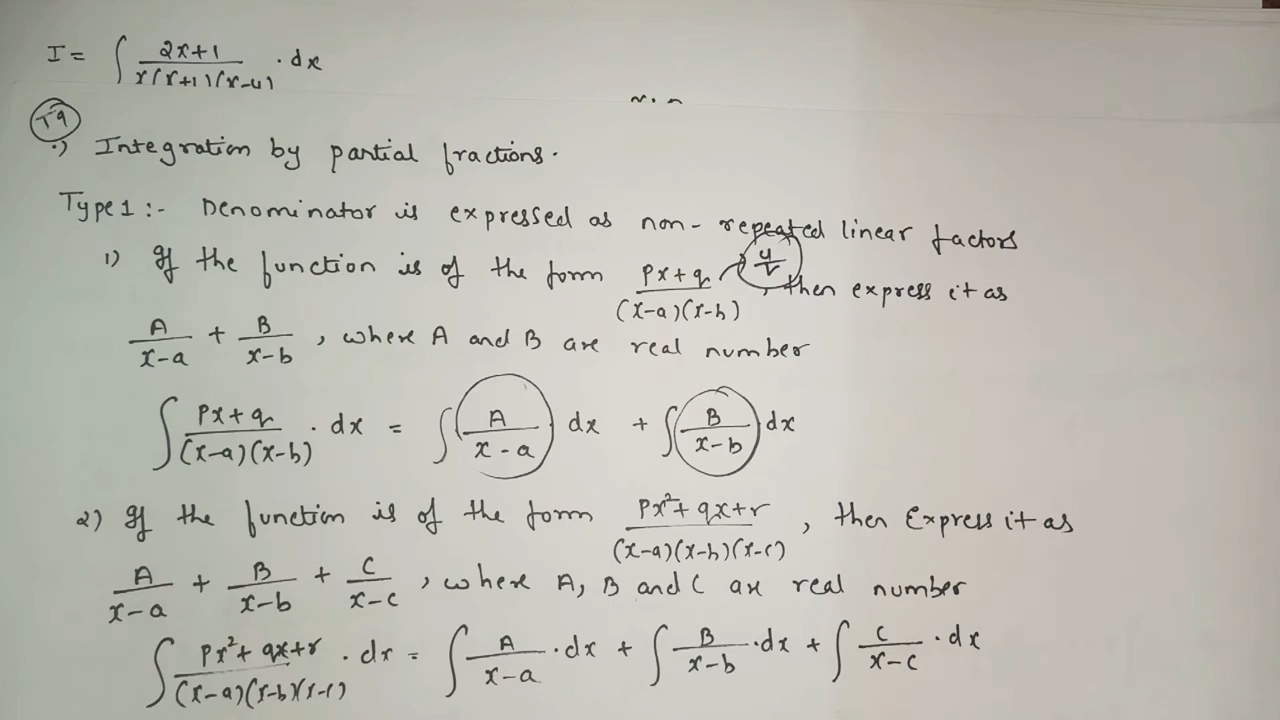 I = ∫ 2x+1 / x(x+1)(x-4) · dx
T9
Integration by partial fractions.
Type 1 :- Denominator is expressed as non-repeated linear factors
1) If the function is of the form px+q / (x-a)(x-b), then express it as
A/x-a + B/x-b , where A and B are real number
∫ px+q / (x-a)(x-b) · dx = ∫ A/x-a dx + ∫ B/x-b dx
2) If the function is of the form px²+qx+r / (x-a)(x-b)(x-c) , then Express it as
A/x-a + B/x-b + C/x-c , where A, B and C are real number
∫ px²+qx+r / (x-a)(x-b)(x-c) · dx = ∫ A/x-a · dx + ∫ B/x-b · dx + ∫ C/x-c · dx